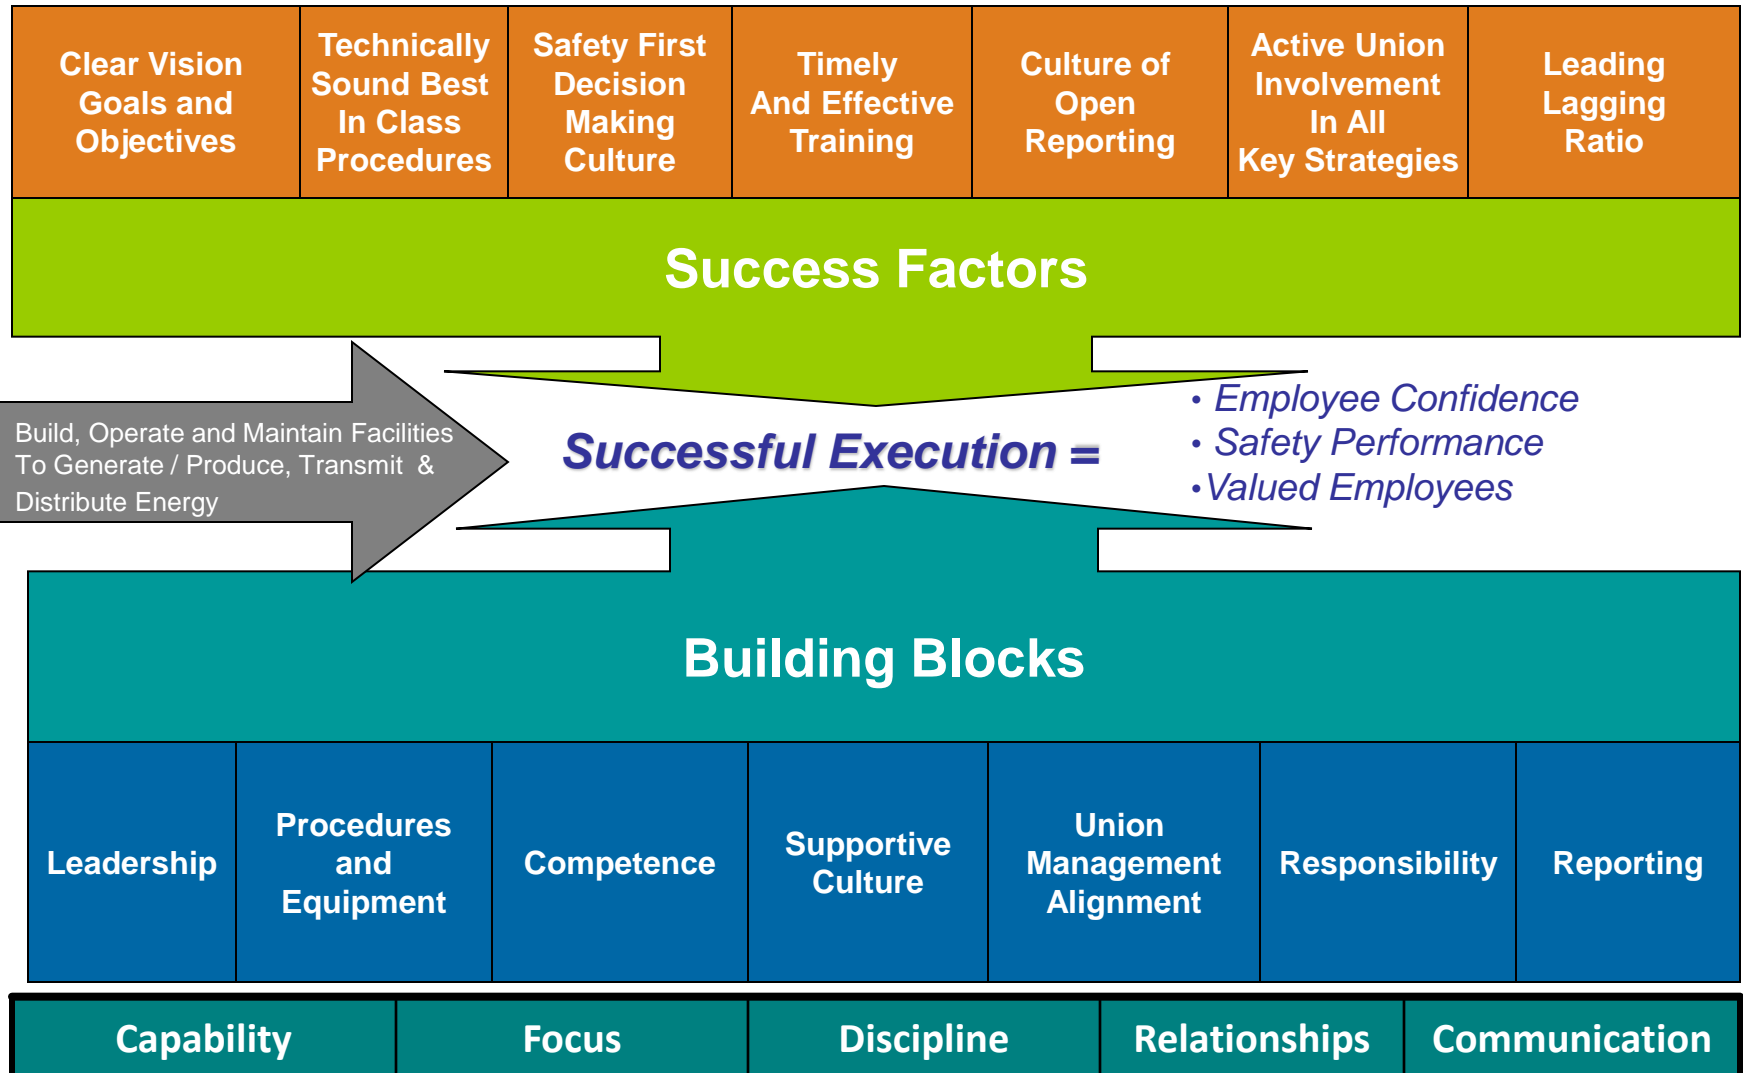 Clear Vision
Goals and
Objectives
Technically
Sound Best
In Class
Procedures
Safety First
Decision
Making
Culture
Timely
And Effective
Training
Culture of
Open
Reporting
Active Union
Involvement
In All
Key Strategies
Leading
Lagging
Ratio
Success Factors
Build, Operate and Maintain Facilities
To Generate / Produce, Transmit &
Distribute Energy
Successful Execution =
• Employee Confidence
• Safety Performance
• Valued Employees
Building Blocks
Leadership
Procedures
and
Equipment
Competence
Supportive
Culture
Union
Management
Alignment
Responsibility
Reporting
Capability
Focus
Discipline
Relationships
Communication